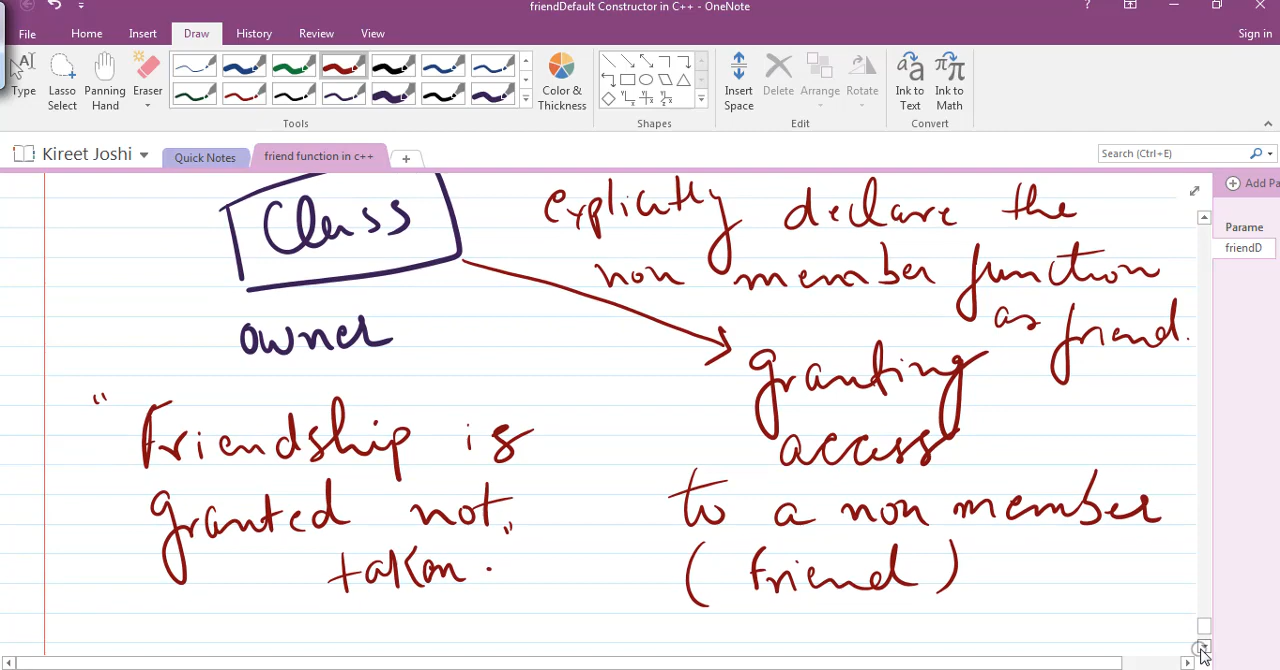 friendDefault Constructor in C++ - OneNote
File Home Insert Draw History Review View Sign in
Type Lasso Select Panning Hand Eraser Color & Thickness Insert Space Delete Arrange Rotate Ink to Text Ink to Math
Tools Shapes Edit Convert
Kireet Joshi Quick Notes friend function in c++ + Search (Ctrl+E)
Add Pa
Parame
friendD
Class
owner
explicitly declare the
non member function
as friend.
granting
access
to a non member
(friend)
"Friendship is
granted not"
taken.